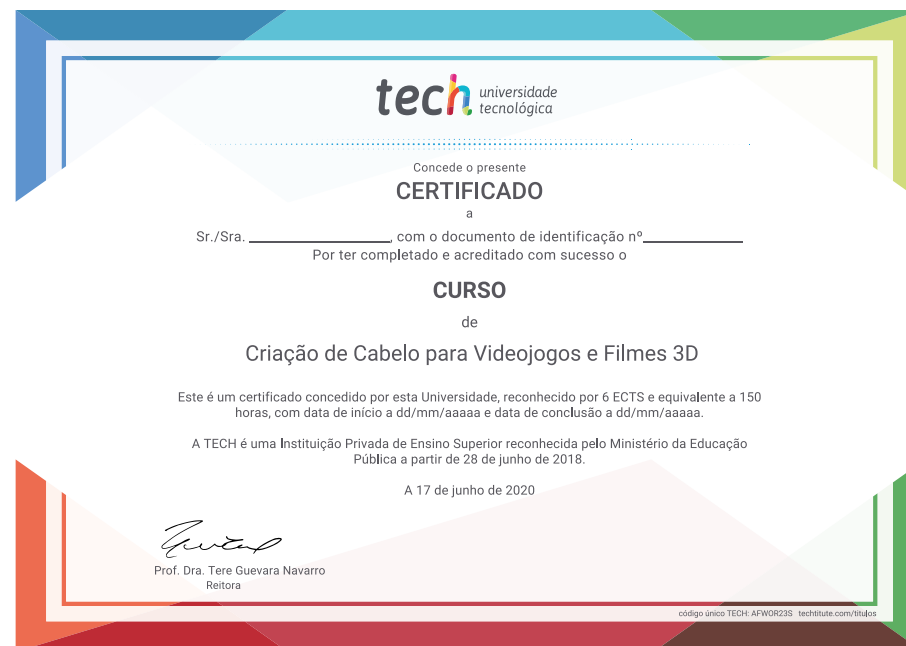 tech universidade
tecnológica
Concede o presente
CERTIFICADO
a
Sr./Sra. ________________, com o documento de identificação nº____________
Por ter completado e acreditado com sucesso o
CURSO
de
Criação de Cabelo para Videojogos e Filmes 3D
Este é um certificado concedido por esta Universidade, reconhecido por 6 ECTS e equivalente a 150
horas, com data de início a dd/mm/aaaaa e data de conclusão a dd/mm/aaaaa.
A TECH é uma Instituição Privada de Ensino Superior reconhecida pelo Ministério da Educação
Pública a partir de 28 de junho de 2018.
A 17 de junho de 2020
Prof. Dra. Tere Guevara Navarro
Reitora
código único TECH: AFWOR23S techtitute.com/titulos